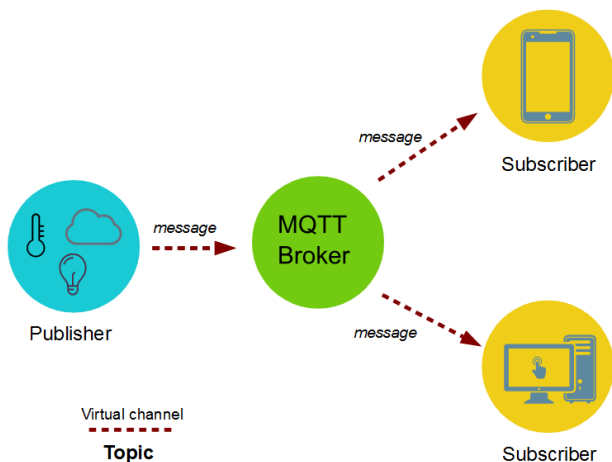 message
Subscriber
message
MQTT
Broker
Publisher
message
Subscriber
Virtual channel
Topic